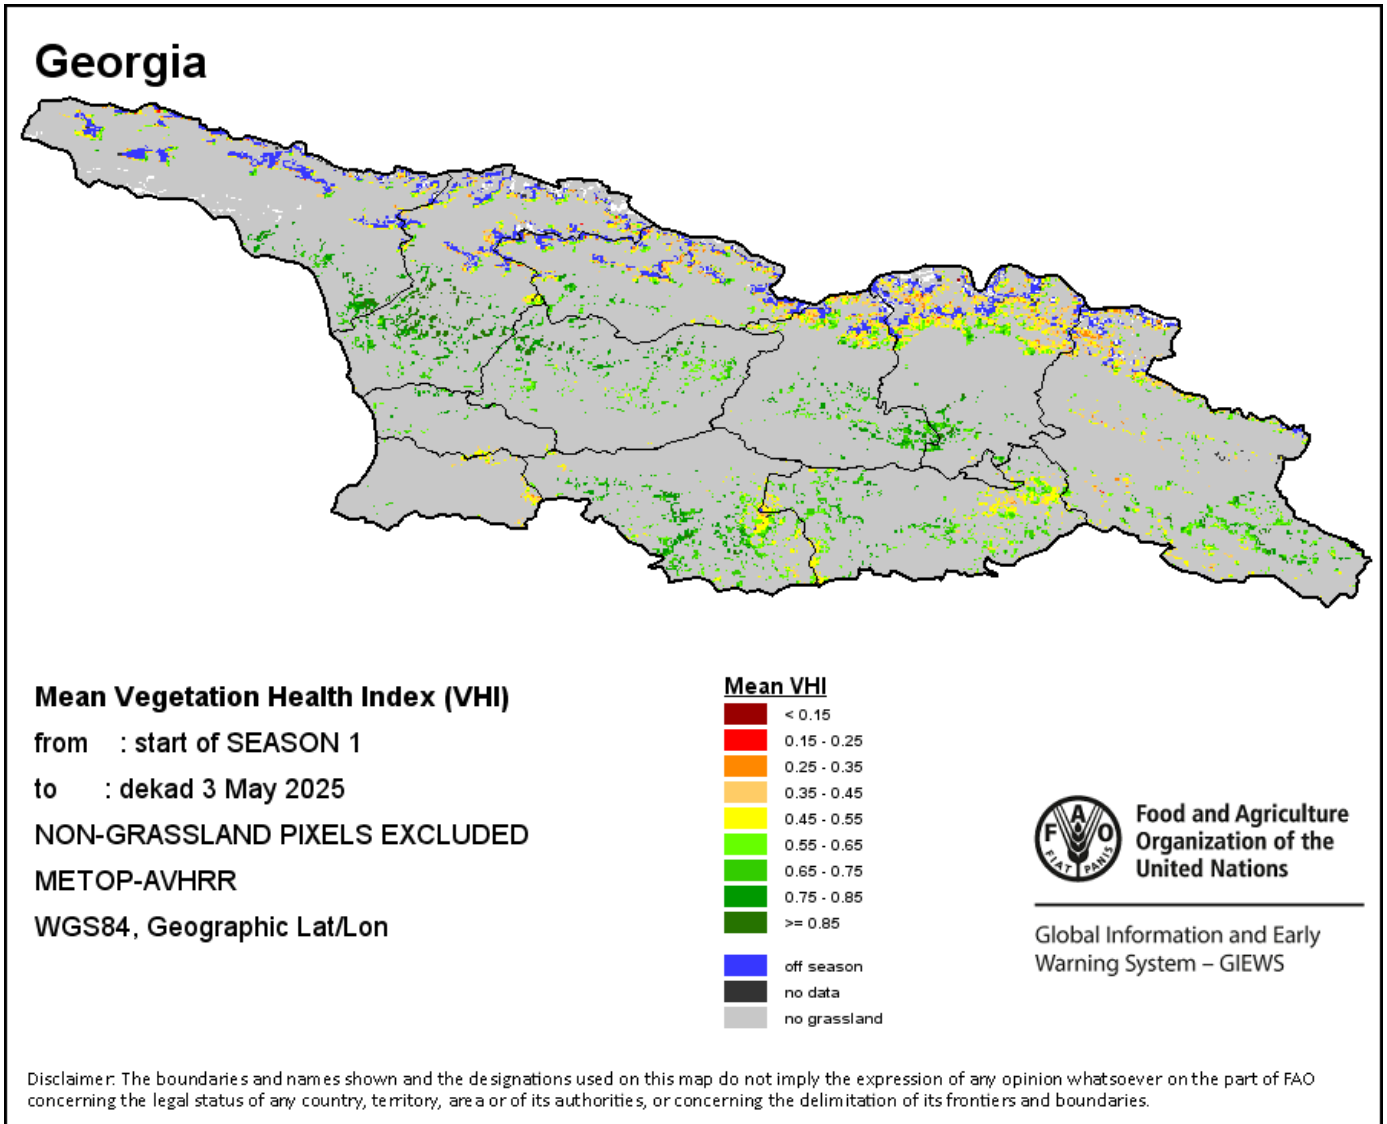 Georgia
Mean Vegetation Health Index (VHI)
from : start of SEASON 1
to : dekad 3 May 2025
NON-GRASSLAND PIXELS EXCLUDED
METOP-AVHRR
WGS84, Geographic Lat/Lon
Mean VHI
< 0.15
0.15 - 0.25
0.25 - 0.35
0.35 - 0.45
0.45 - 0.55
0.55 - 0.65
0.65 - 0.75
0.75 - 0.85
>= 0.85
off season
no data
no grassland
F A O
FIAT PANIS
Food and Agriculture
Organization of the
United Nations
Global Information and Early
Warning System – GIEWS
Disclaimer: The boundaries and names shown and the designations used on this map do not imply the expression of any opinion whatsoever on the part of FAO
concerning the legal status of any country, territory, area or of its authorities, or concerning the delimitation of its frontiers and boundaries.